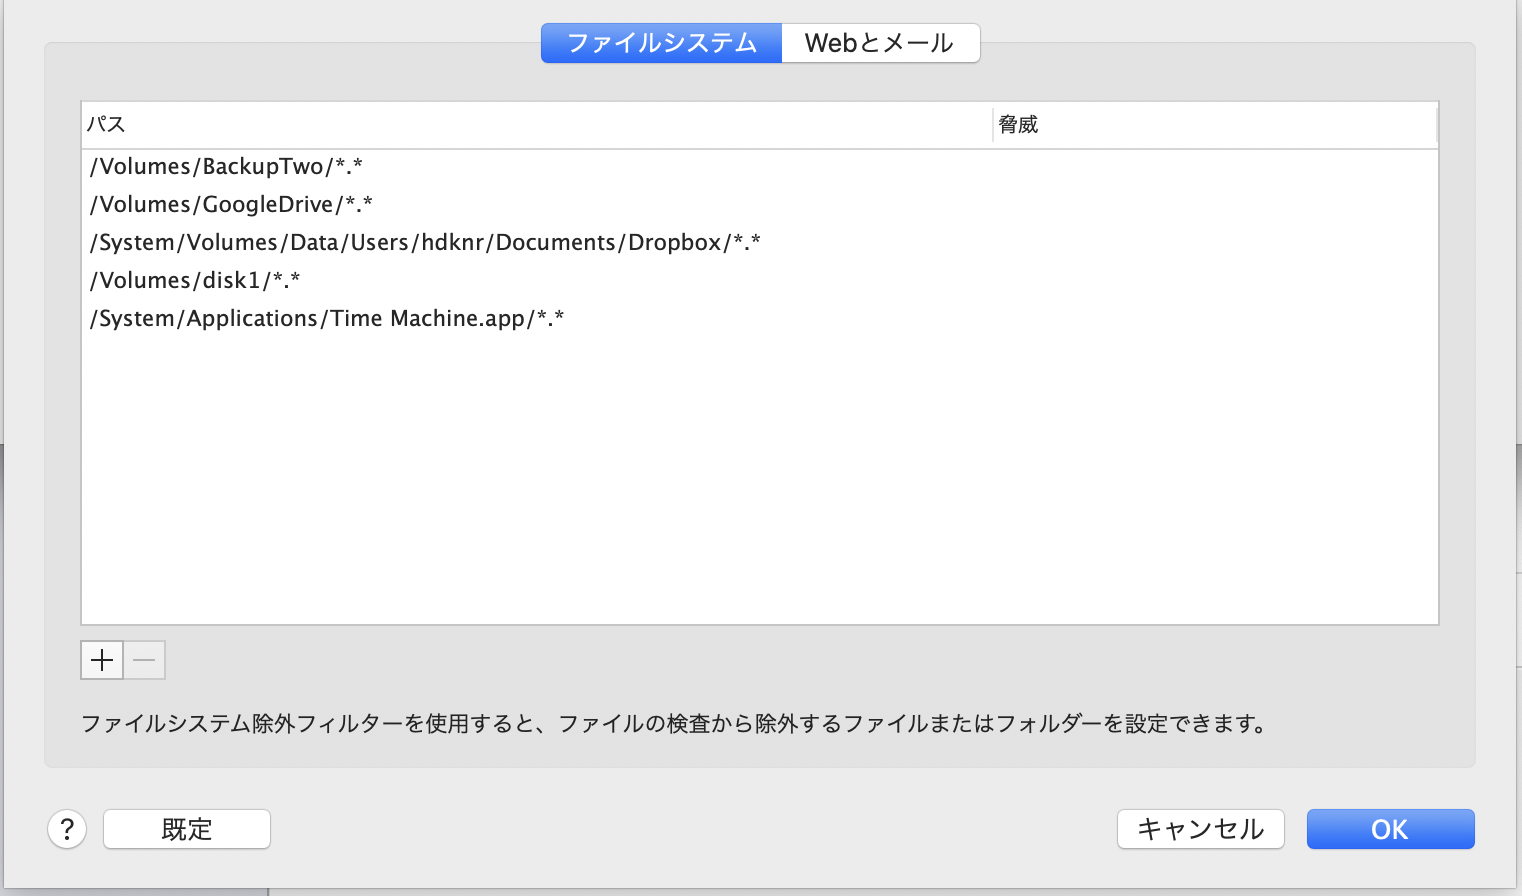 ファイルシステム Webとメール
パス 脅威
/Volumes/BackupTwo/*.*
/Volumes/GoogleDrive/*.*
/System/Volumes/Data/Users/hdknr/Documents/Dropbox/*.*
/Volumes/disk1/*.*
/System/Applications/Time Machine.app/*.*
ファイルシステム除外フィルターを使用すると、ファイルの検査から除外するファイルまたはフォルダーを設定できます。
? 既定 キャンセル OK